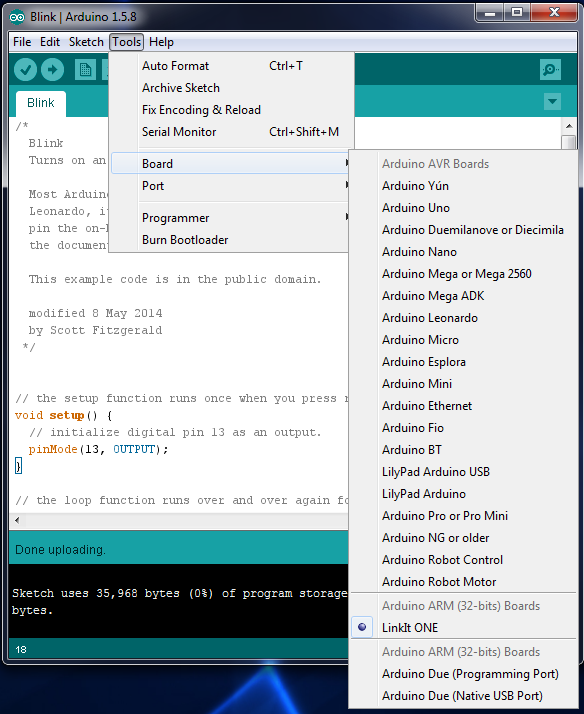 Blink | Arduino 1.5.8
File Edit Sketch Tools Help
Auto Format Ctrl+T
Archive Sketch
Fix Encoding & Reload
Serial Monitor Ctrl+Shift+M
Board
Port
Programmer
Burn Bootloader
Blink
/*
Blink
Turns on an
Most Arduino
Leonardo, i
pin the on-
the document
This example code is in the public domain.
modified 8 May 2014
by Scott Fitzgerald
*/
// the setup function runs once when you press
void setup() {
// initialize digital pin 13 as an output.
pinMode(13, OUTPUT);
}
// the loop function runs over and over again fo
Done uploading.
Sketch uses 35,968 bytes (0%) of program storage
bytes.
18
Arduino AVR Boards
Arduino Yún
Arduino Uno
Arduino Duemilanove or Diecimila
Arduino Nano
Arduino Mega or Mega 2560
Arduino Mega ADK
Arduino Leonardo
Arduino Micro
Arduino Esplora
Arduino Mini
Arduino Ethernet
Arduino Fio
Arduino BT
LilyPad Arduino USB
LilyPad Arduino
Arduino Pro or Pro Mini
Arduino NG or older
Arduino Robot Control
Arduino Robot Motor
Arduino ARM (32-bits) Boards
LinkIt ONE
Arduino ARM (32-bits) Boards
Arduino Due (Programming Port)
Arduino Due (Native USB Port)